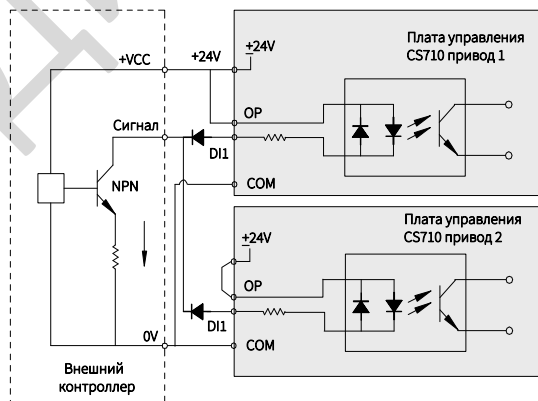 +VCC
+24V
+24V
Плата управления
CS710 привод 1
OP
Сигнал
DI1
NPN
COM
Плата управления
CS710 привод 2
+24V
OP
DI1
0V
COM
Внешний
контроллер